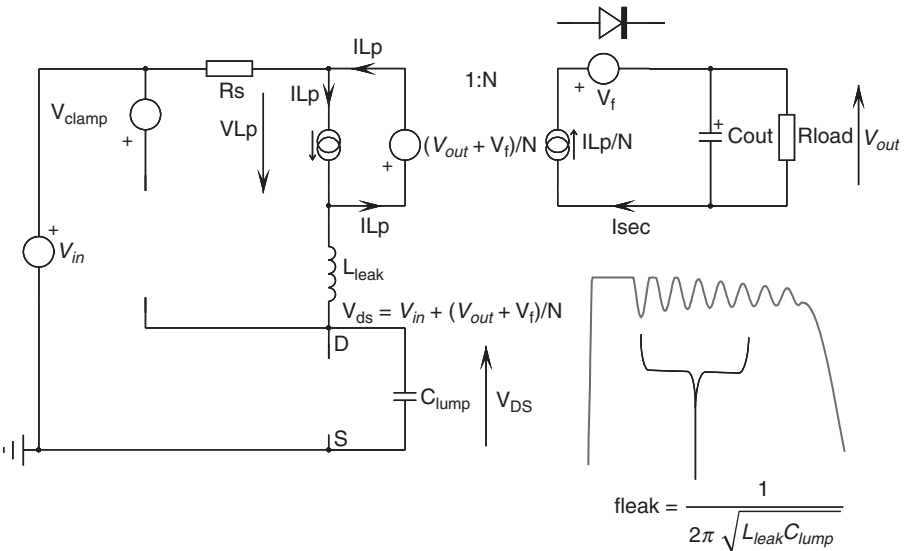 ILp
1:N
Rs
ILp
V_f
+
V_clamp
+
VLp
(V_out + V_f)/N
+
ILp/N
+
Cout
Rload
V_out
ILp
Isec
+
V_in
L_leak
V_ds = V_in + (V_out + V_f)/N
D
C_lump
V_DS
S
fleak = 1 / (2π √(L_leak C_lump))